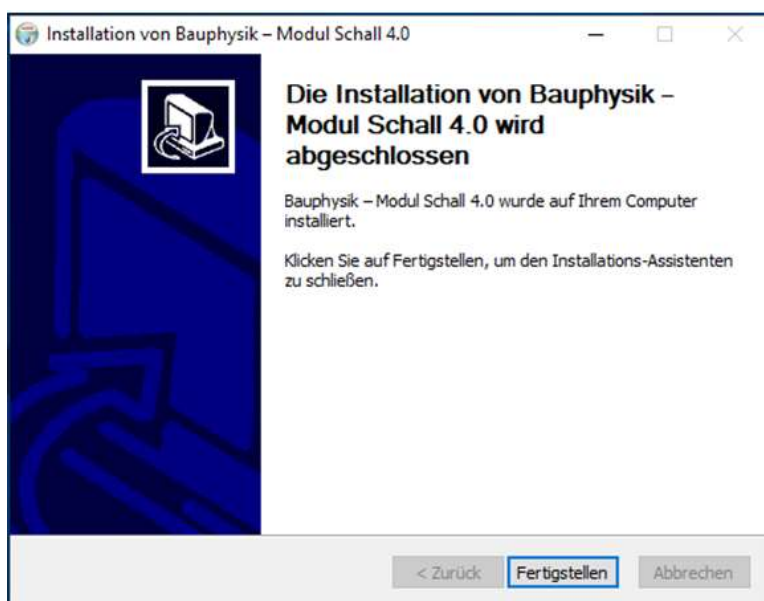 Installation von Bauphysik – Modul Schall 4.0
Die Installation von Bauphysik –
Modul Schall 4.0 wird
abgeschlossen
Bauphysik – Modul Schall 4.0 wurde auf Ihrem Computer
installiert.
Klicken Sie auf Fertigstellen, um den Installations-Assistenten
zu schließen.
< Zurück Fertigstellen Abbrechen